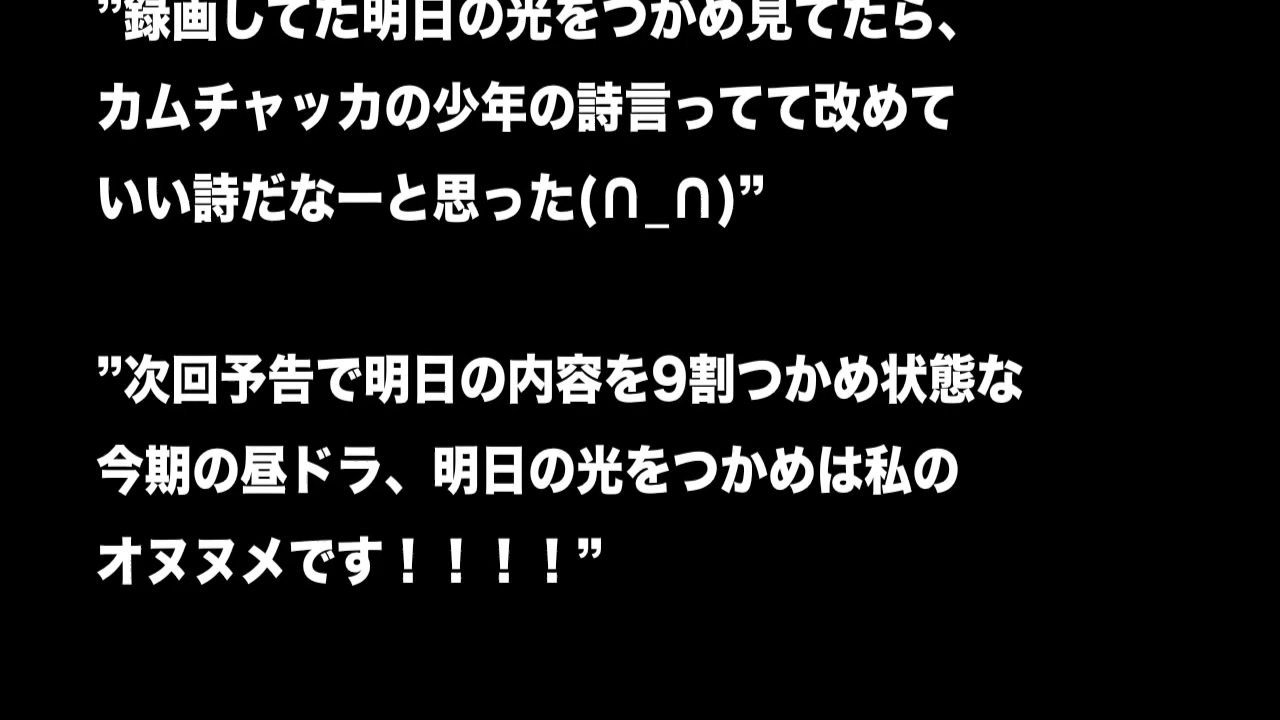 ”録画してた明日の光をつかめ見てたら、
カムチャッカの少年の詩言ってて改めて
いい詩だなーと思った(∩_∩)”
”次回予告で明日の内容を9割つかめ状態な
今期の昼ドラ、明日の光をつかめは私の
オヌヌメです！！！！”